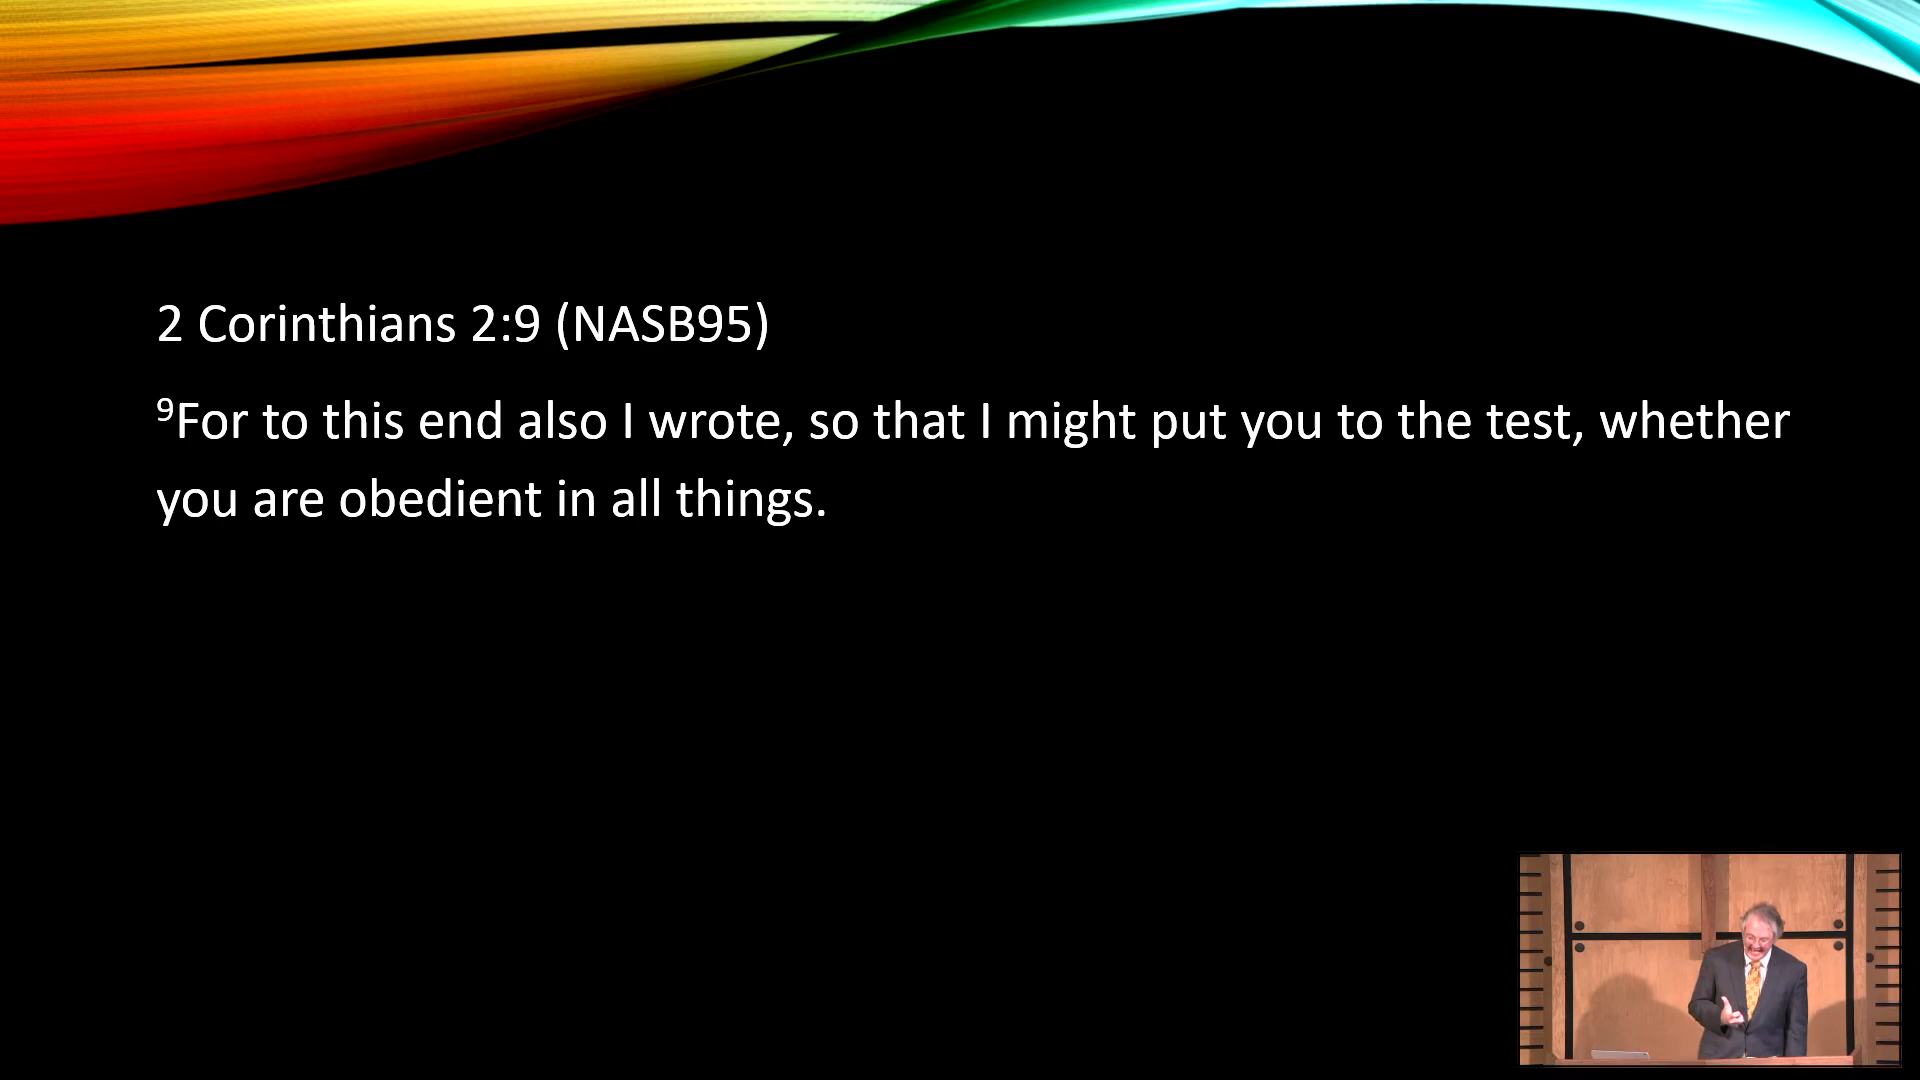 2 Corinthians 2:9 (NASB95)
⁹For to this end also I wrote, so that I might put you to the test, whether
you are obedient in all things.